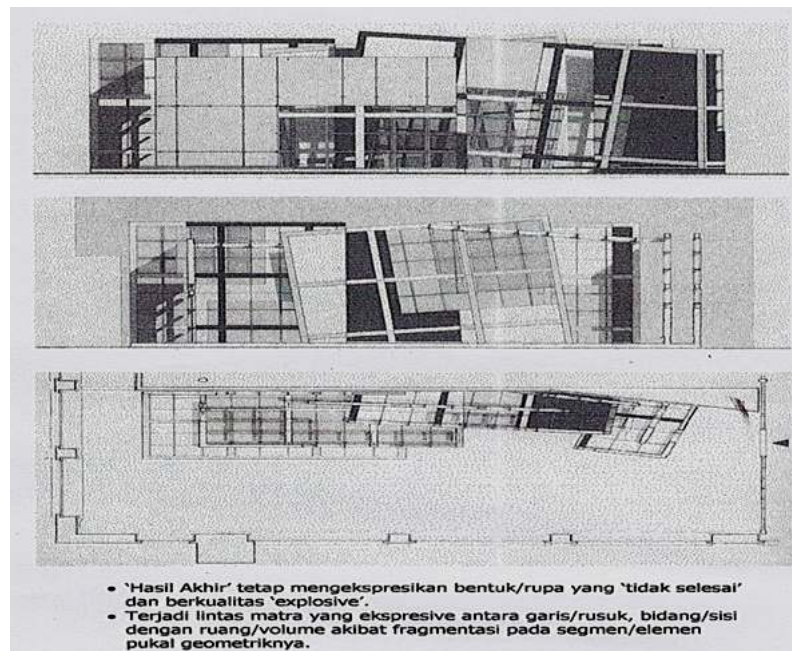 • 'Hasil Akhir' tetap mengekspresikan bentuk/rupa yang 'tidak selesai'
dan berkualitas 'explosive'.
• Terjadi lintas matra yang ekspresive antara garis/rusuk, bidang/sisi
dengan ruang/volume akibat fragmentasi pada segmen/elemen
pukal geometriknya.